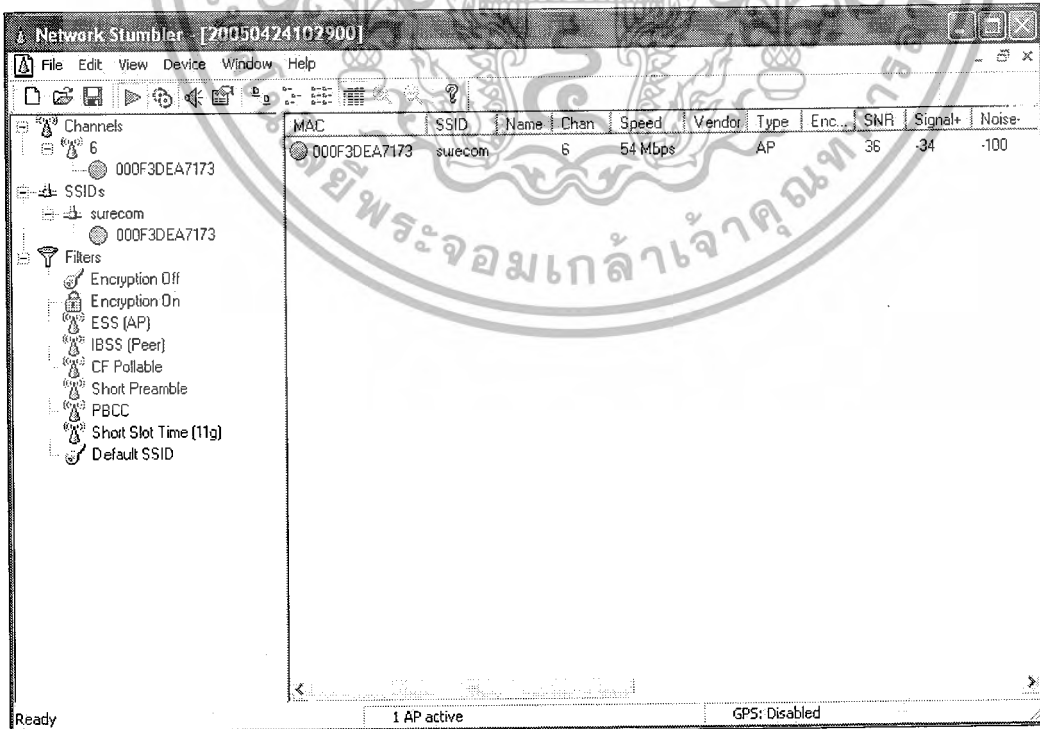 Network Stumbler - [20050424102900]
File Edit View Device Window Help
MAC SSID Name Chan Speed Vendor Type Enc... SNR Signal+ Noise-
000F3DEA7173 surecom 6 54 Mbps AP 36 -34 -100
Channels
6
000F3DEA7173
SSIDs
surecom
000F3DEA7173
Filters
Encryption Off
Encryption On
ESS (AP)
IBSS (Peer)
CF Pollable
Short Preamble
PBCC
Short Slot Time (11g)
Default SSID
พระจอมเกล้าเจ้าคุณทหาร
Ready 1 AP active GPS: Disabled